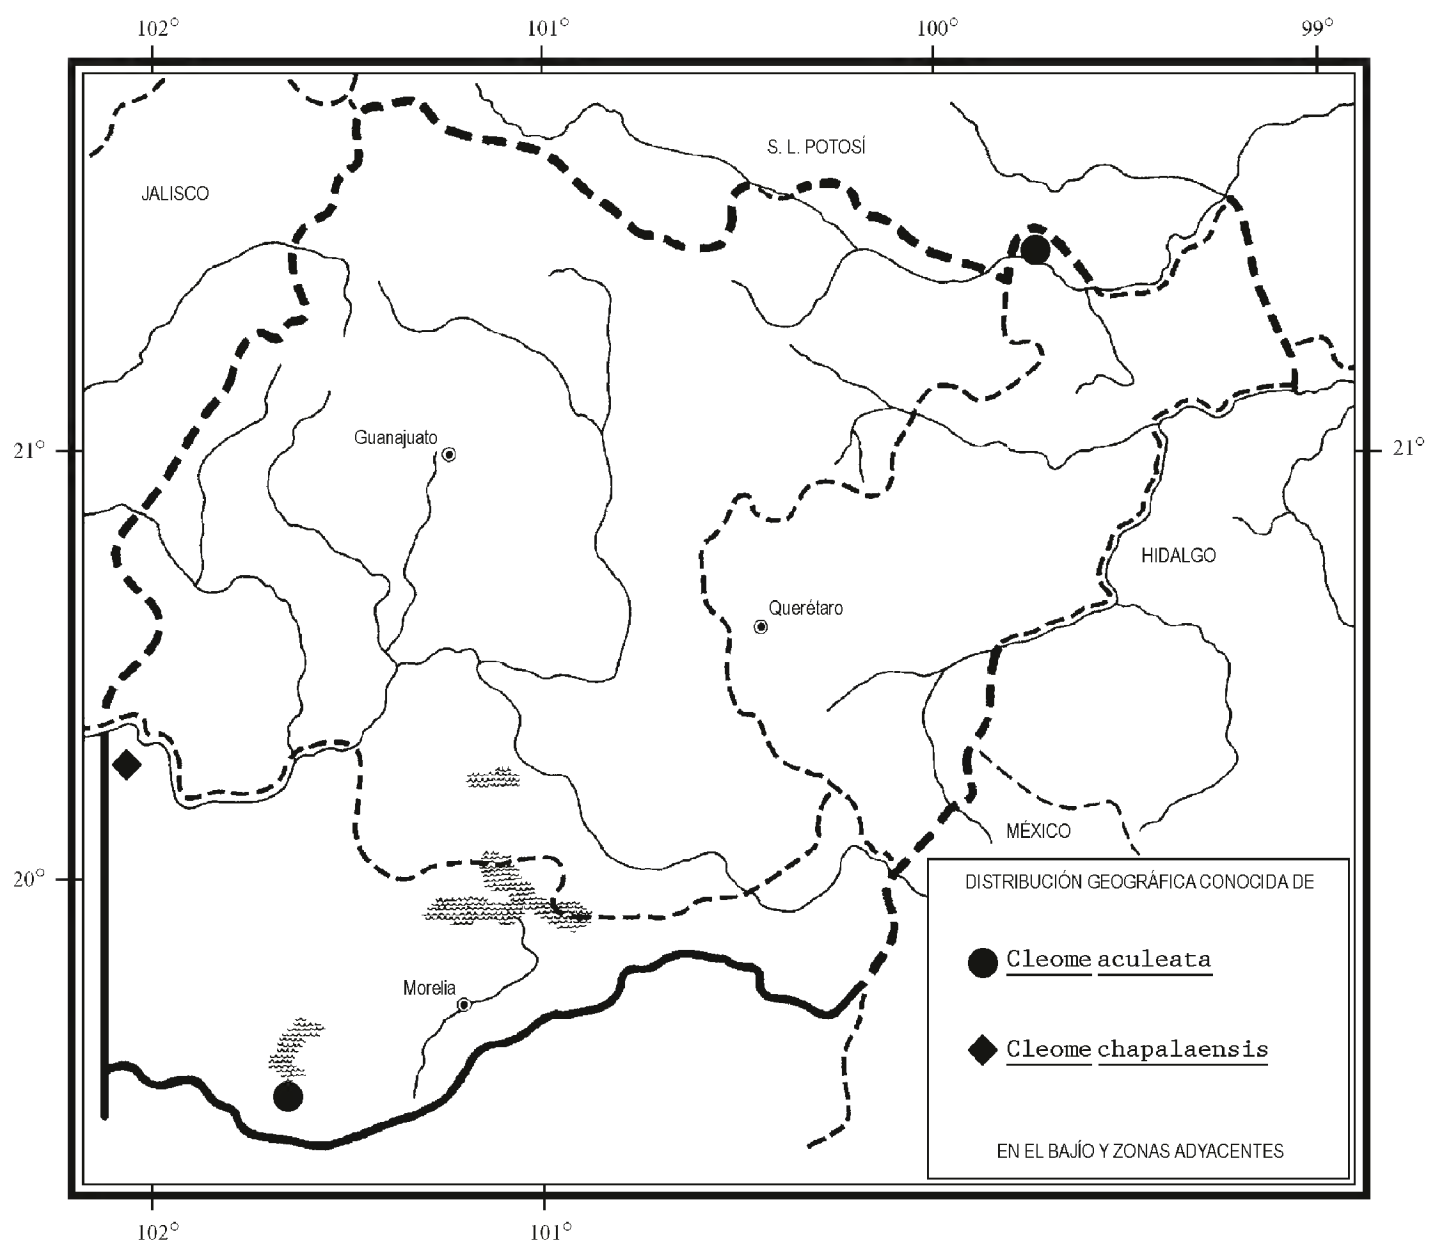 102° 101° 100° 99°
S. L. POTOSÍ
JALISCO
Guanajuato
21° 21°
HIDALGO
Querétaro
MÉXICO
20°
DISTRIBUCIÓN GEOGRÁFICA CONOCIDA DE
Cleome aculeata
Morelia
Cleome chapalaensis
EN EL BAJÍO Y ZONAS ADYACENTES
102° 101°